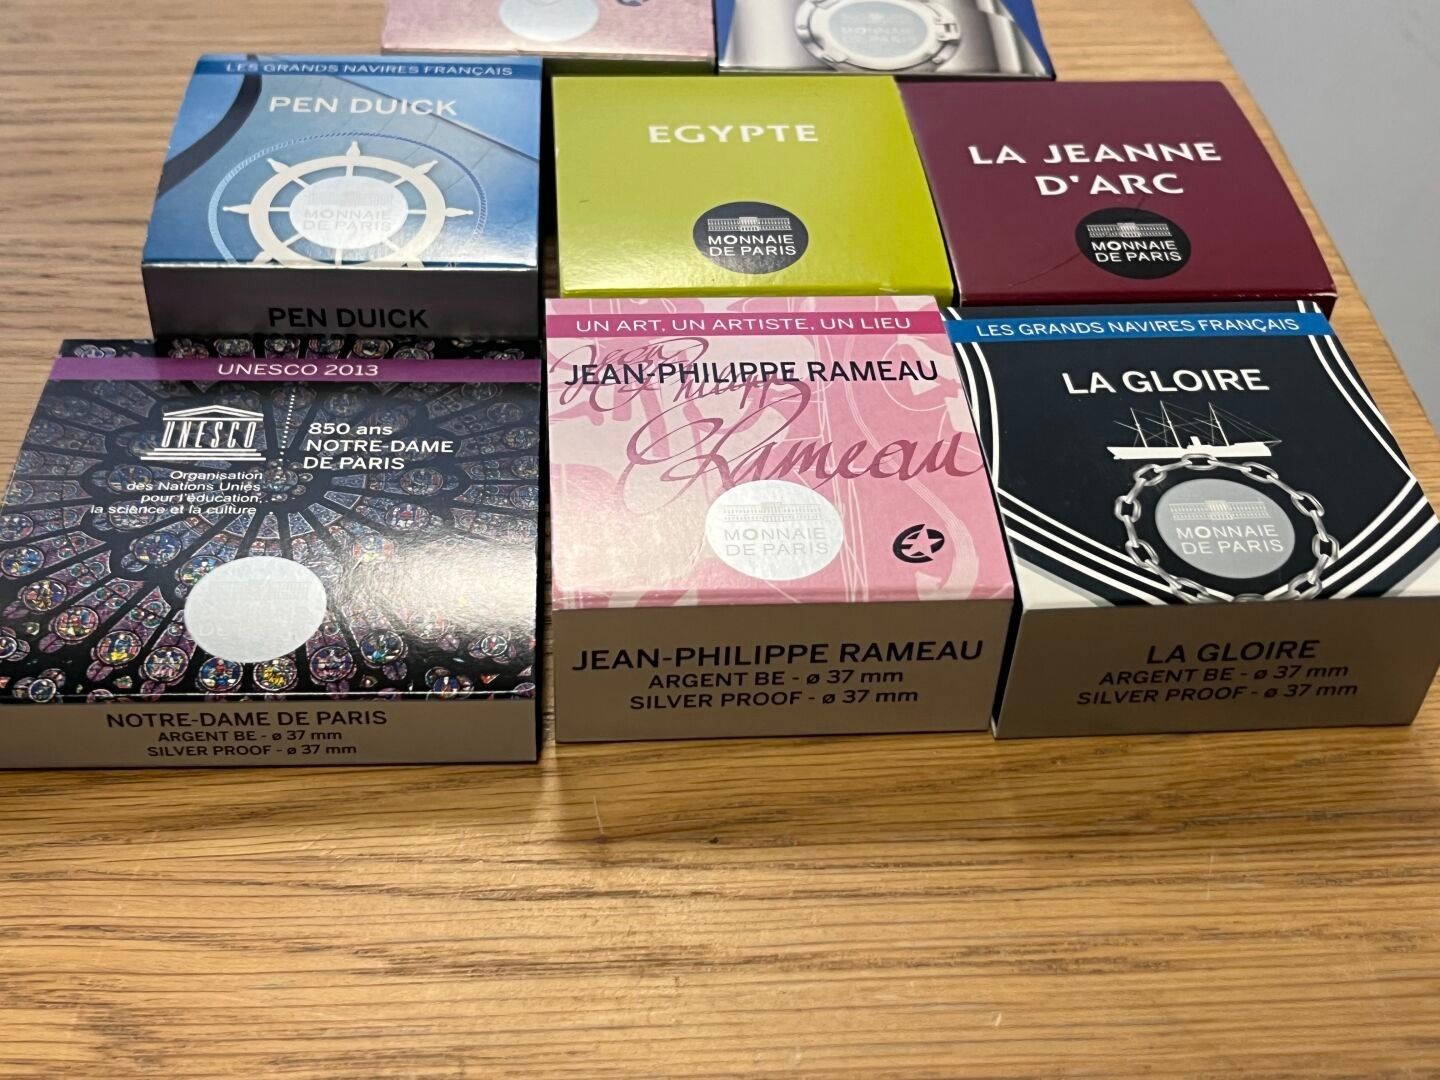 MONNAIE
DE PARIS
LES GRANDS NAVIRES FRANÇAIS
PEN DUICK
MONNAIE
DE PARIS
PEN DUICK
EGYPTE
MONNAIE
DE PARIS
LA JEANNE
D'ARC
MONNAIE
DE PARIS
UNESCO 2013
UNESCO
Organisation
des Nations Unies
pour l'éducation,
la science et la culture
850 ans
NOTRE-DAME
DE PARIS
NOTRE-DAME DE PARIS
ARGENT BE - ø 37 mm
SILVER PROOF - ø 37 mm
UN ART, UN ARTISTE, UN LIEU
JEAN-PHILIPPE RAMEAU
Jean
Philippe
Rameau
MONNAIE
DE PARIS
JEAN-PHILIPPE RAMEAU
ARGENT BE - ø 37 mm
SILVER PROOF - ø 37 mm
LES GRANDS NAVIRES FRANÇAIS
LA GLOIRE
MONNAIE
DE PARIS
LA GLOIRE
ARGENT BE - ø 37 mm
SILVER PROOF - ø 37 mm